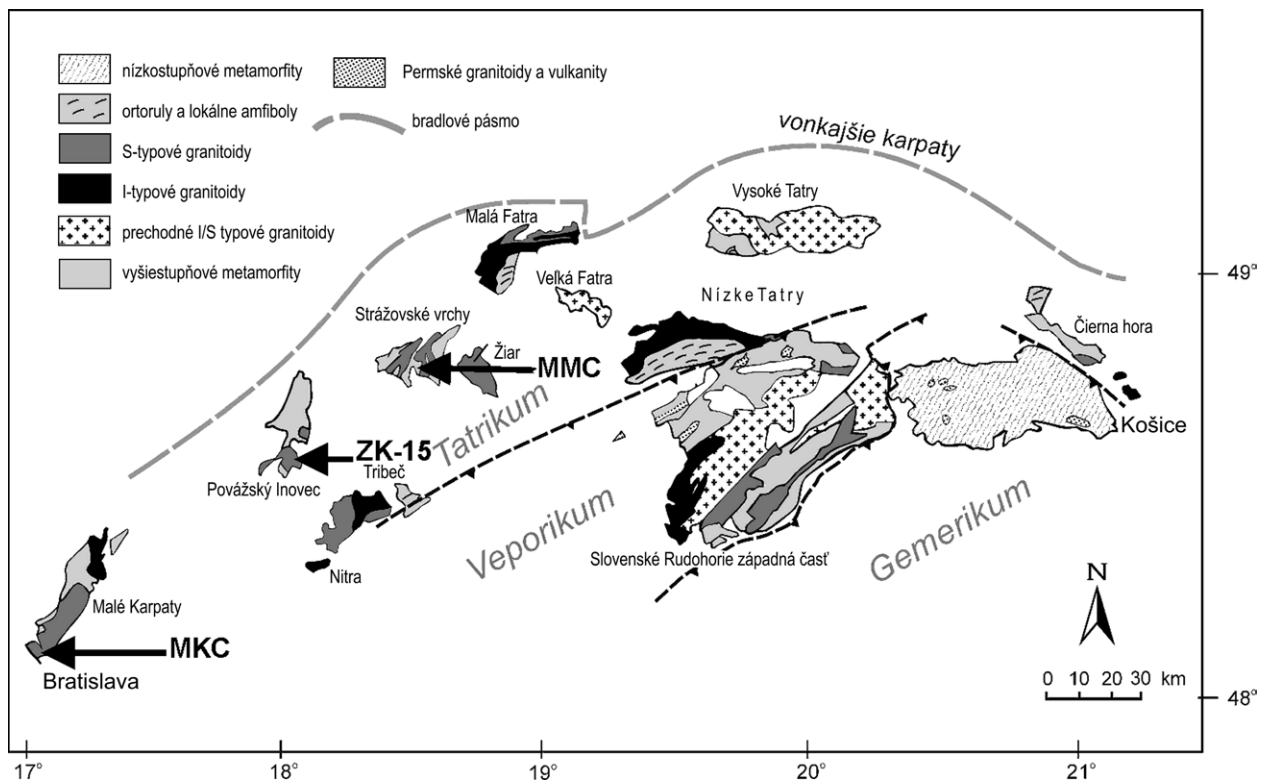 nízkostupňové metamorfity
Permské granitoidy a vulkanity
ortoruly a lokálne amfiboly
bradlové pásmo
S-typové granitoidy
I-typové granitoidy
prechodné I/S typové granitoidy
vyšiestupňové metamorfity
vonkajšie karpaty
Vysoké Tatry
Malá Fatra
Veľká Fatra
49°
NízkeTatry
Strážovské vrchy
Čierna hora
Žiar
MMC
Tatrikum
Košice
ZK-15
Tribeč
Považský Inovec
Veporikum
Gemerikum
Slovenské Rudohorie západná časť
Nitra
N
Malé Karpaty
MKC
Bratislava
0 10 20 30 km
48°
17° 18° 19° 20° 21°